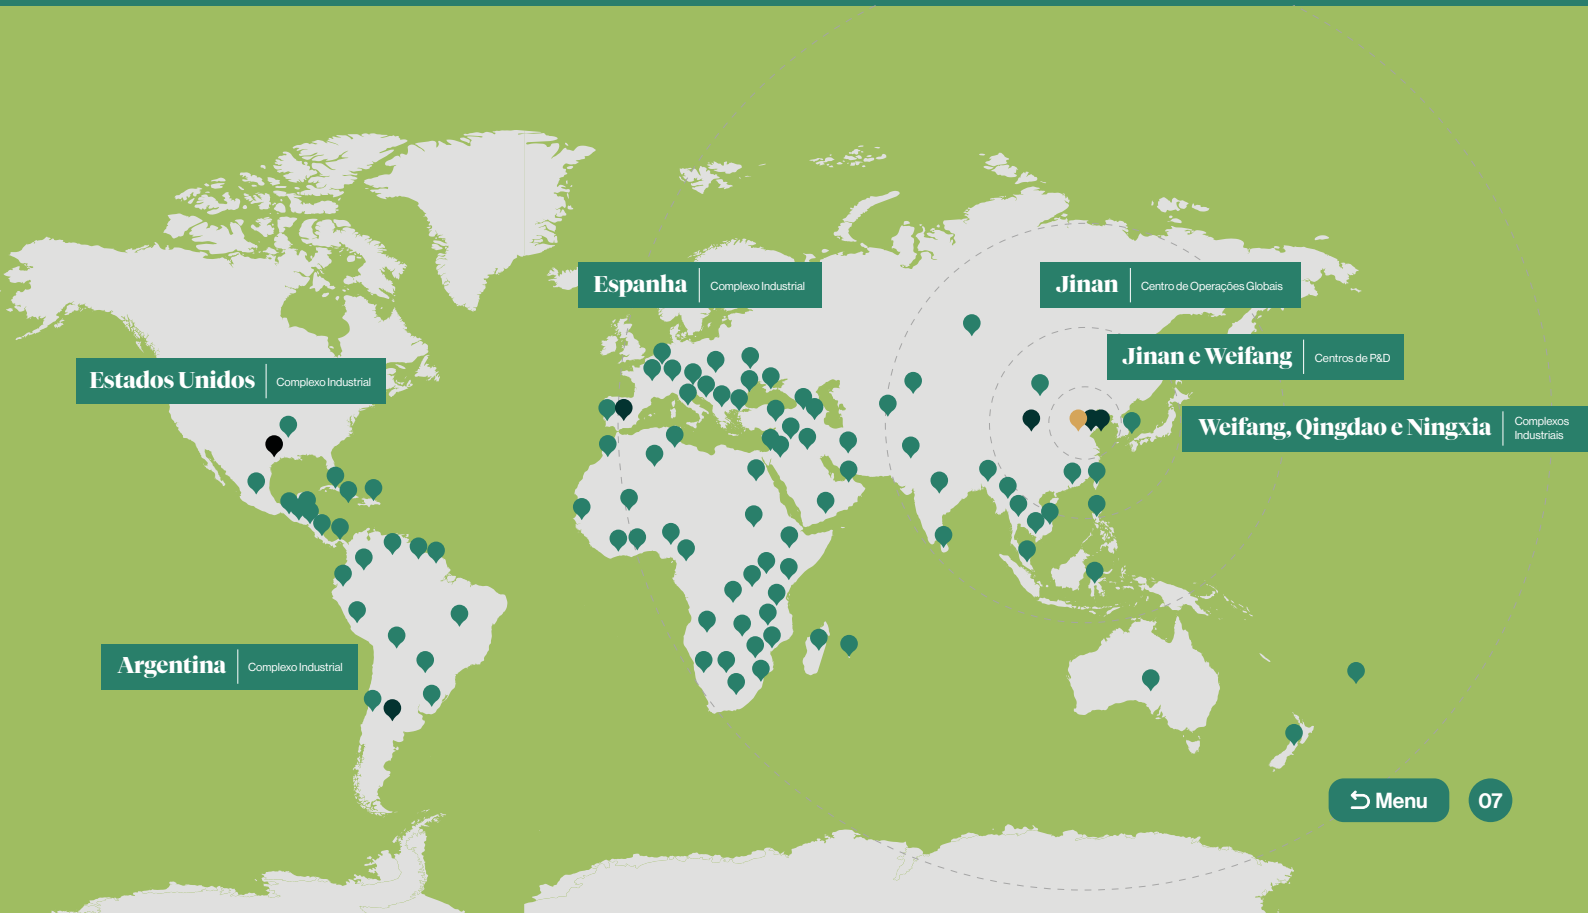 Espanha Complexo Industrial
Jinan Centro de Operações Globais
Jinan e Weifang Centros de P&D
Estados Unidos Complexo Industrial
Weifang, Qingdao e Ningxia Complexos
Industriais
Argentina Complexo Industrial
Menu 07